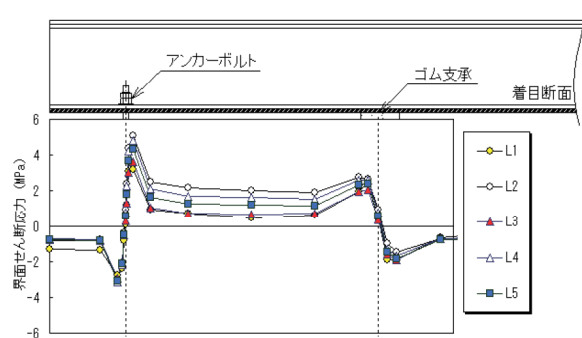 アンカーボルト
ゴム支承
着目断面
界面せん断応力 (MPa)
6
4
2
0
-2
-4
-6
L1
L2
L3
L4
L5